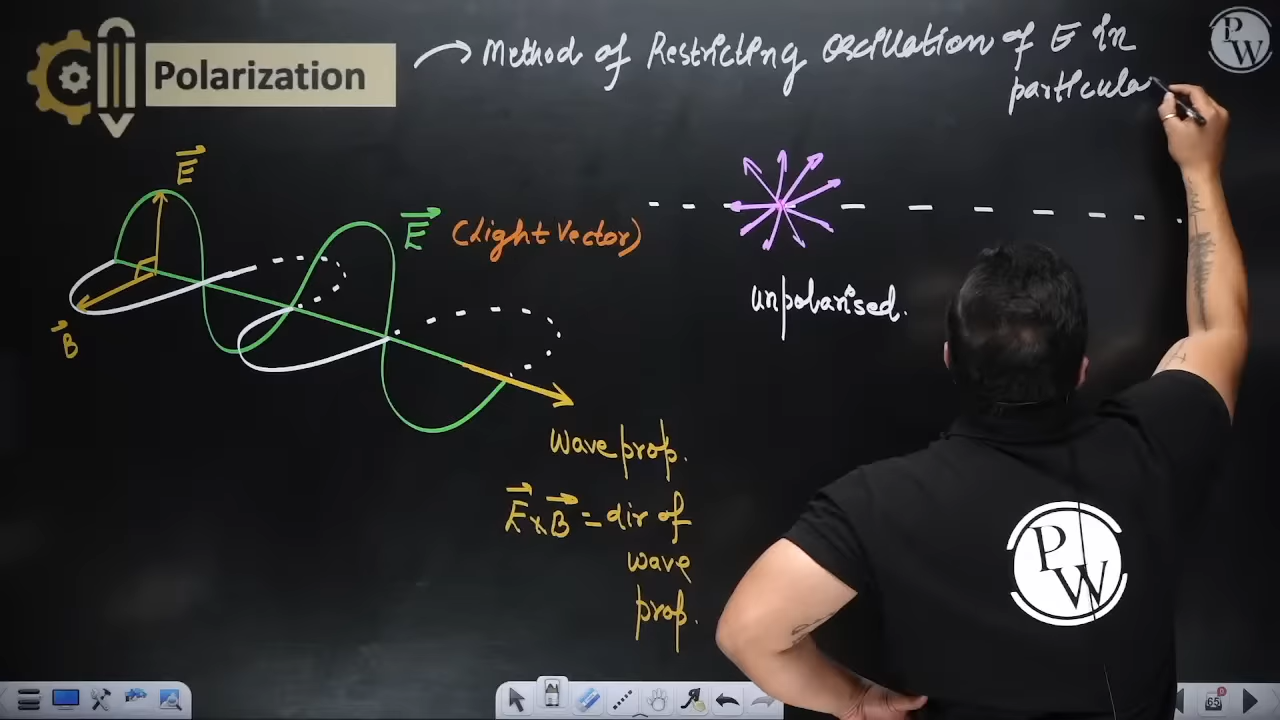 Polarization
Method of Restricting oscillation of E in
particula
E
E (Light Vector)
B
unpolarised.
wave prop.
E x B = dir of
wave
prop.
PW
PW
65